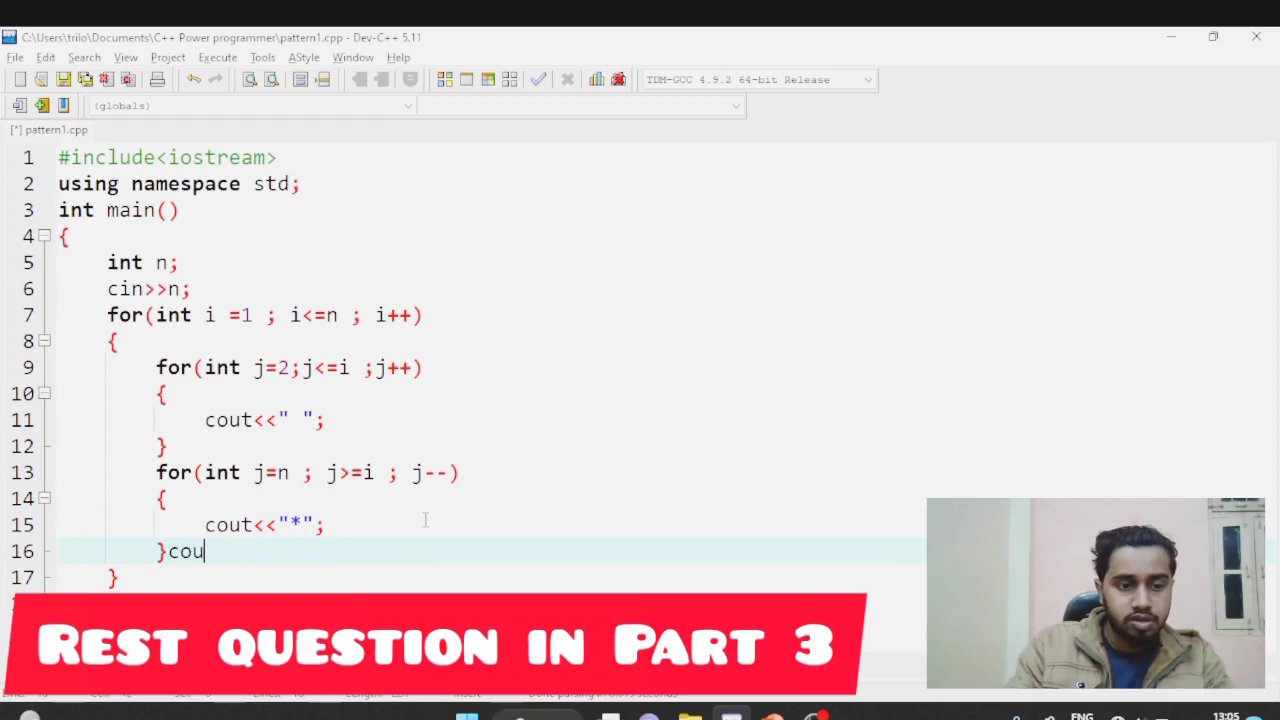 C:\Users\trilo\Documents\C++ Power programmer\pattern1.cpp - Dev-C++ 5.11
File Edit Search View Project Execute Tools AStyle Window Help
TDM-GCC 4.9.2 64-bit Release
(globals)
[*] pattern1.cpp
1 #include<iostream>
2 using namespace std;
3 int main()
4 {
5 int n;
6 cin>>n;
7 for(int i =1 ; i<=n ; i++)
8 {
9 for(int j=2;j<=i ;j++)
10 {
11 cout<<" ";
12 }
13 for(int j=n ; j>=i ; j--)
14 {
15 cout<<"*";
16 }cou
17 }
Rest question in Part 3
ENG
13:05